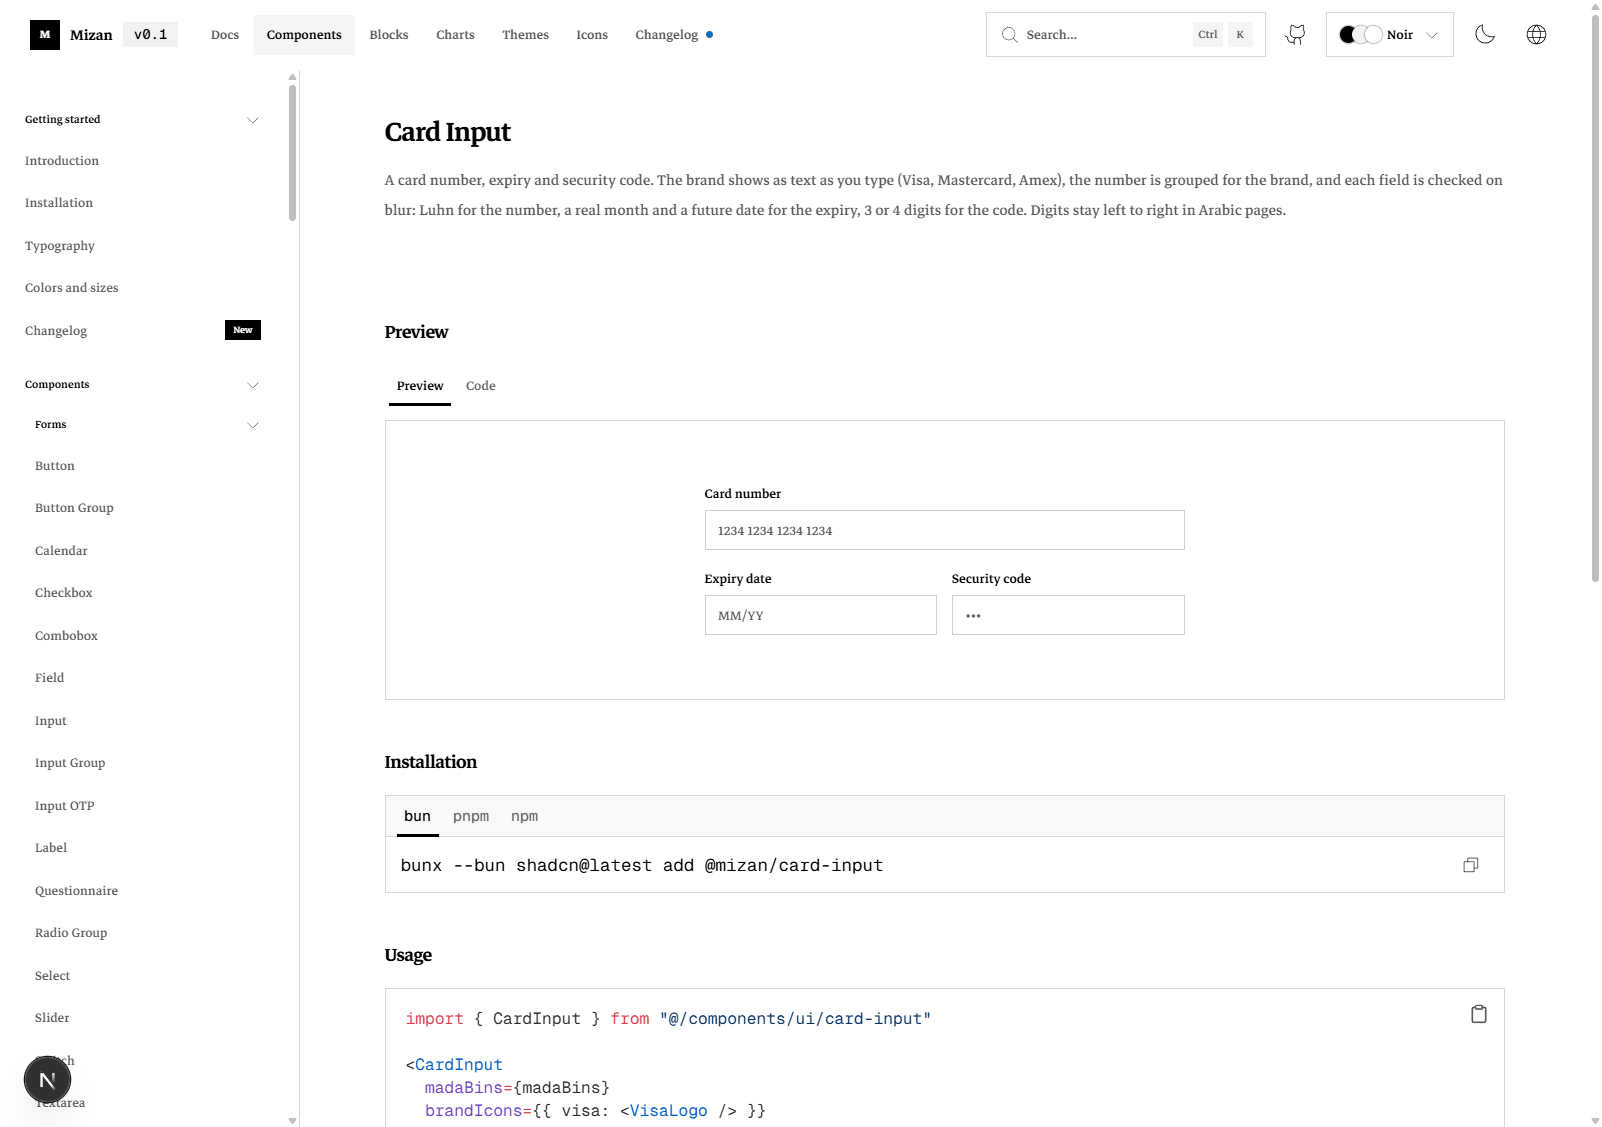 M Mizan v0.1 Docs Components Blocks Charts Themes Icons Changelog Search... Ctrl K Noir
Getting started
Introduction
Installation
Typography
Colors and sizes
Changelog New
Components
Forms
Button
Button Group
Calendar
Checkbox
Combobox
Field
Input
Input Group
Input OTP
Label
Questionnaire
Radio Group
Select
Slider
N
Textarea
Card Input
A card number, expiry and security code. The brand shows as text as you type (Visa, Mastercard, Amex), the number is grouped for the brand, and each field is checked on
blur: Luhn for the number, a real month and a future date for the expiry, 3 or 4 digits for the code. Digits stay left to right in Arabic pages.
Preview
Preview Code
Card number
1234 1234 1234 1234
Expiry date Security code
MM/YY •••
Installation
bun pnpm npm
bunx --bun shadcn@latest add @mizan/card-input
Usage
import { CardInput } from "@/components/ui/card-input"
<CardInput
madaBins={madaBins}
brandIcons={{ visa: <VisaLogo /> }}